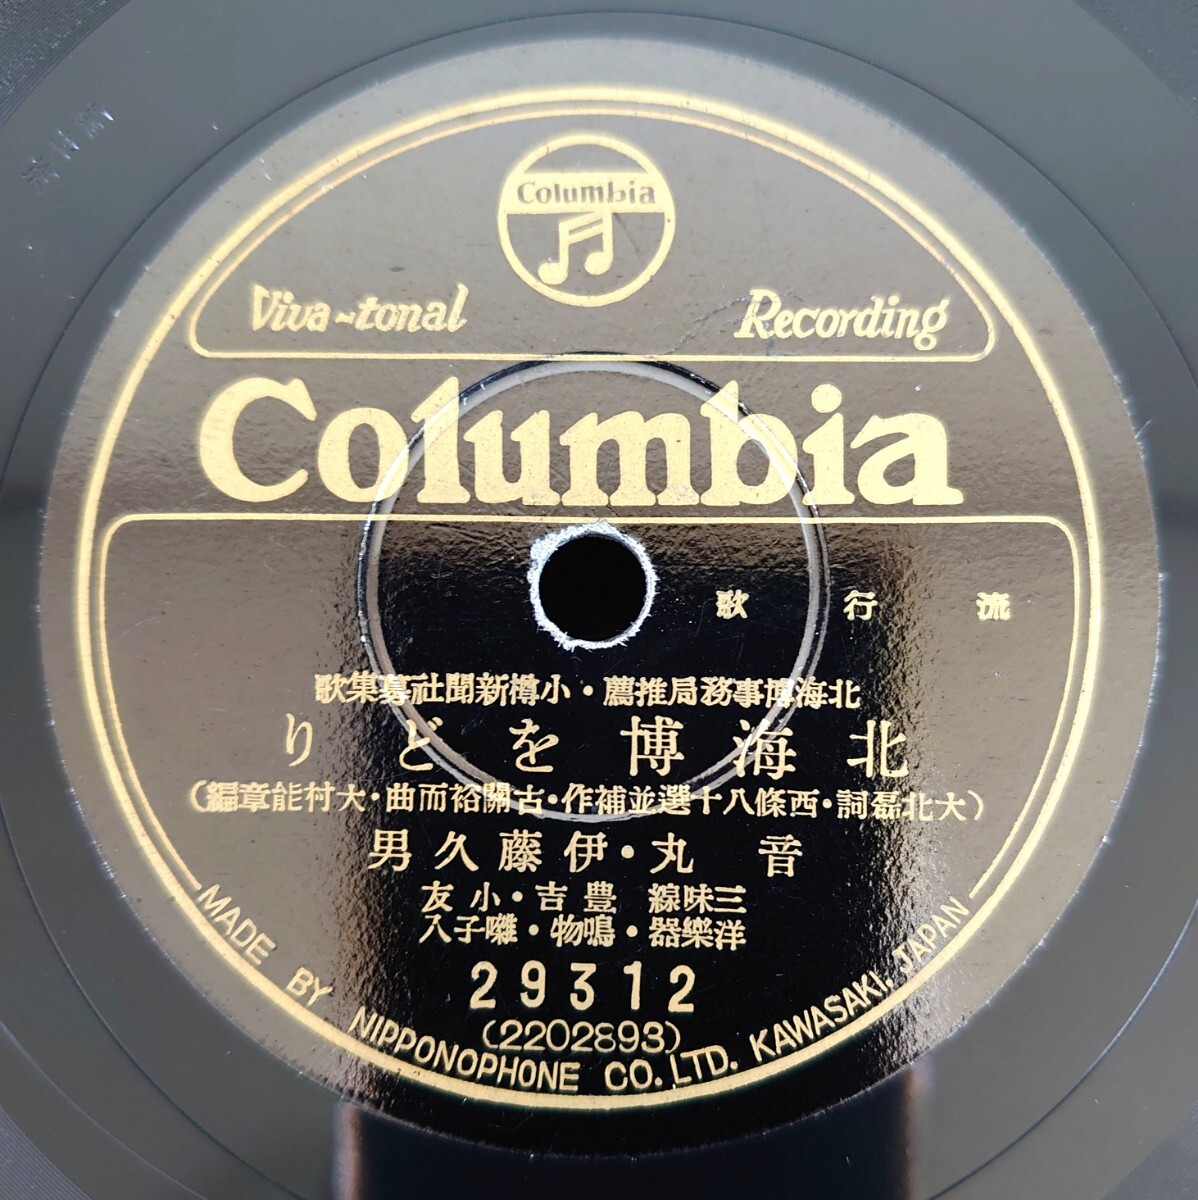 Columbia
Viva-tonal Recording
Columbia
流行歌
北海博事務局推薦・小樽新聞社募集歌
北海博をどり
(大北磊詞・西條八十選並補作・古關裕而曲・大村能章編)
音丸・伊藤久男
三味線 豊吉・小友
洋樂器・鳴物・囃子入
29312
(2202893)
MADE BY NIPPONOPHONE CO., LTD. KAWASAKI, JAPAN